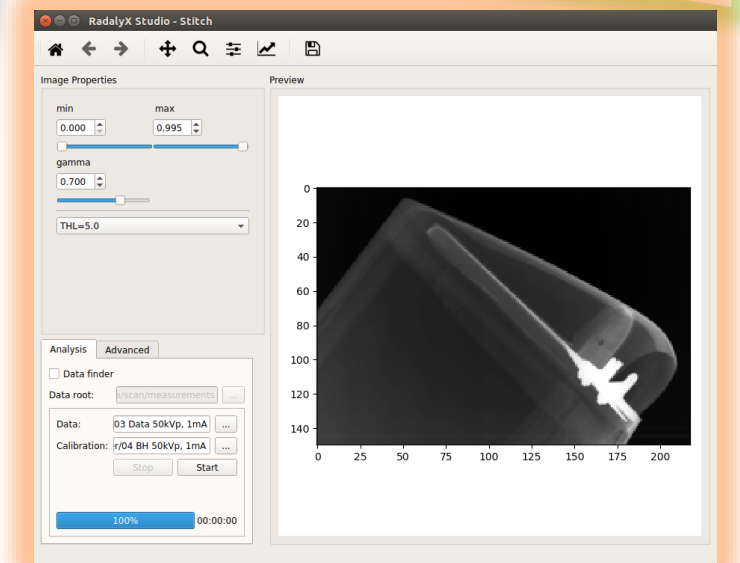 RadalyX Studio - Stitch
Image Properties
min max
0.000 0.995
gamma
0.700
THL=5.0
Analysis Advanced
Data finder
Data root: e/scan/measurements ...
Data: 03 Data 50kVp, 1mA ...
Calibration: r/04 BH 50kVp, 1mA ...
Stop Start
100% 00:00:00
Preview
0
20
40
60
80
100
120
140
0 25 50 75 100 125 150 175 200